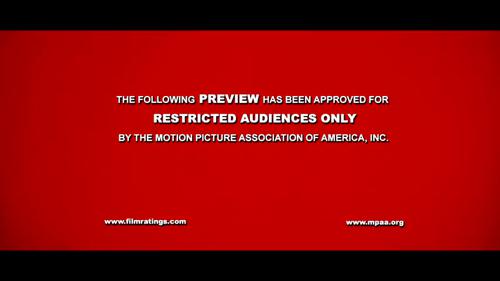 THE FOLLOWING PREVIEW HAS BEEN APPROVED FOR
RESTRICTED AUDIENCES ONLY
BY THE MOTION PICTURE ASSOCIATION OF AMERICA, INC.
www.filmratings.com www.mpaa.org